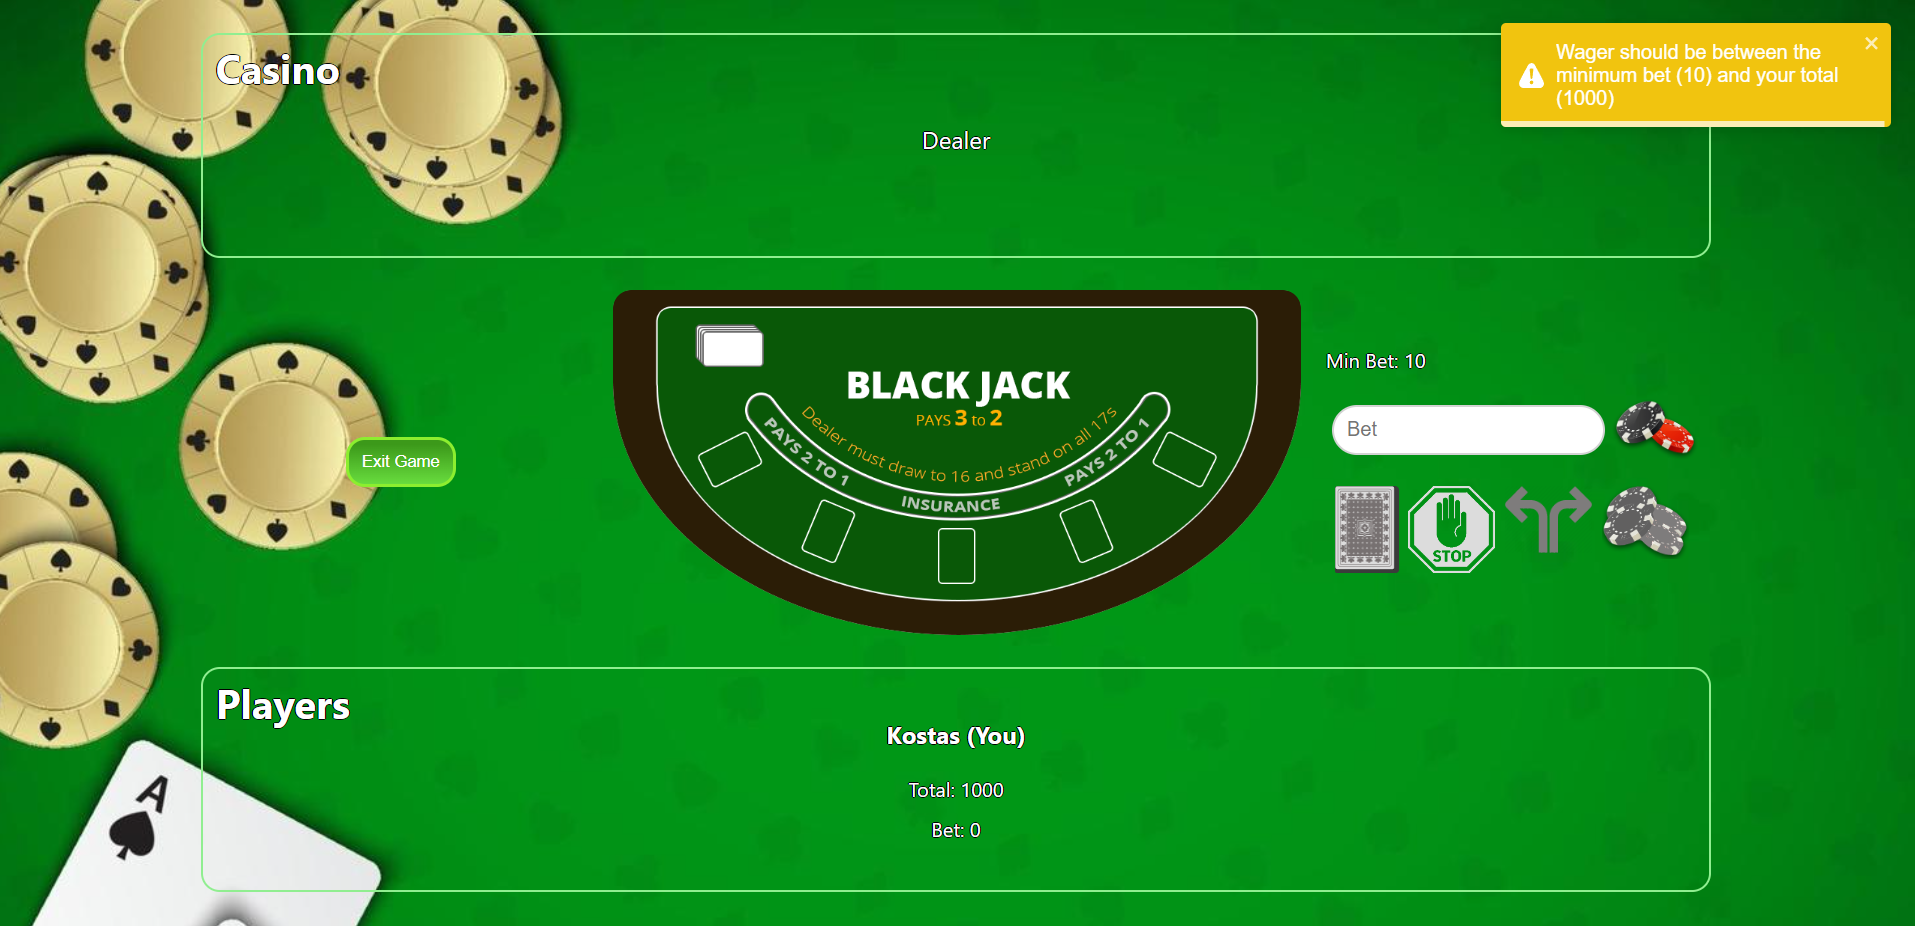 Casino
Wager should be between the
minimum bet (10) and your total
(1000)
Dealer
BLACK JACK
PAYS 3 to 2
Dealer must draw to 16 and stand on all 17s
PAYS 2 TO 1
INSURANCE
PAYS 2 TO 1
Min Bet: 10
Bet
Exit Game
STOP
Players
Kostas (You)
Total: 1000
Bet: 0
A